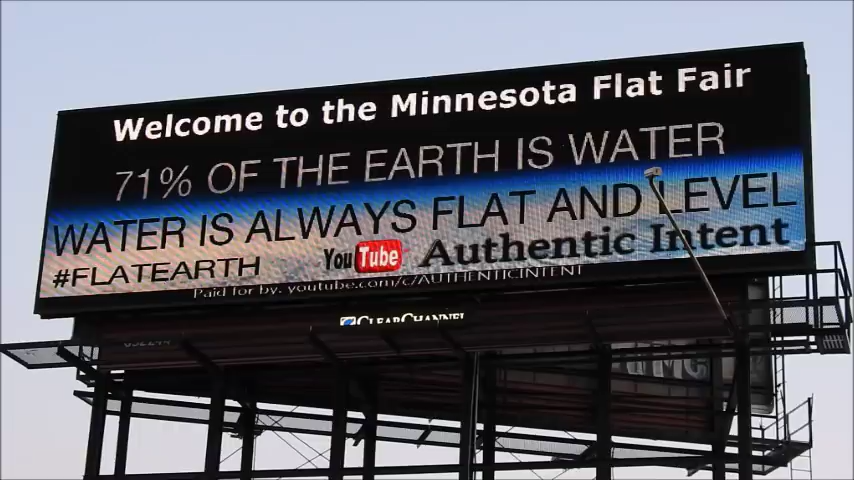 Welcome to the Minnesota Flat Fair
71% OF THE EARTH IS WATER
WATER IS ALWAYS FLAT AND LEVEL
#FLATEARTH YouTube Authentic Intent
Paid for by: youtube.com/c/AUTHENTICINTENT
CLEARCHANNEL